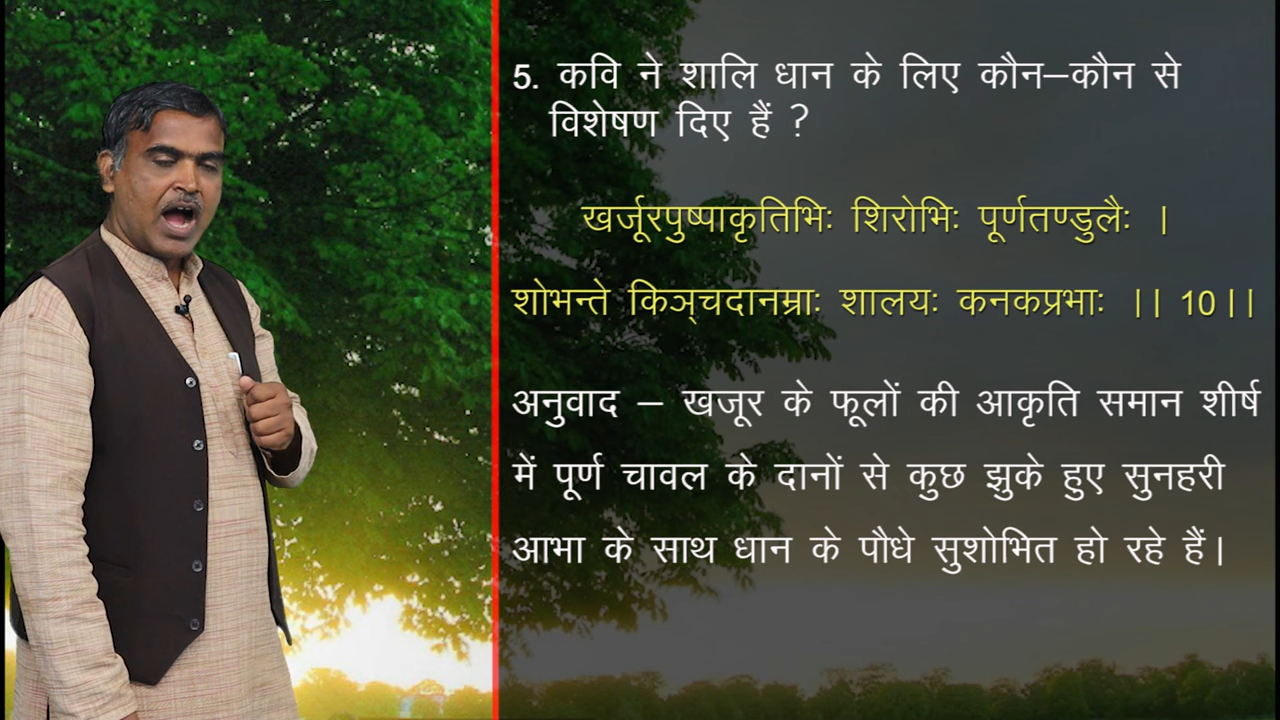 5. कवि ने शालि धान के लिए कौन–कौन से
विशेषण दिए हैं ?
खर्जूरपुष्पाकृतिभिः शिरोभिः पूर्णतण्डुलैः ।
शोभन्ते किञ्चदानम्राः शालयः कनकप्रभाः ।। 10।।
अनुवाद – खजूर के फूलों की आकृति समान शीर्ष
में पूर्ण चावल के दानों से कुछ झुके हुए सुनहरी
आभा के साथ धान के पौधे सुशोभित हो रहे हैं।